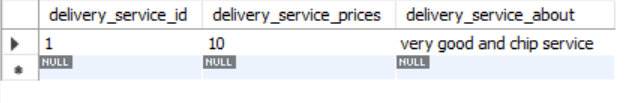 delivery_service_id delivery_service_prices delivery_service_about
1 10 very good and chip service
NULL NULL NULL